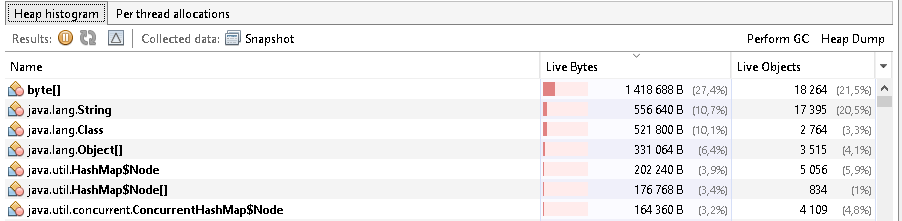 Heap histogram Per thread allocations
Results: Collected data: Snapshot Perform GC Heap Dump
Name Live Bytes Live Objects
byte[] 1 418 688 B (27,4%) 18 264 (21,5%)
java.lang.String 556 640 B (10,7%) 17 395 (20,5%)
java.lang.Class 521 800 B (10,1%) 2 764 (3,3%)
java.lang.Object[] 331 064 B (6,4%) 3 515 (4,1%)
java.util.HashMap$Node 202 240 B (3,9%) 5 056 (5,9%)
java.util.HashMap$Node[] 176 768 B (3,4%) 834 (1%)
java.util.concurrent.ConcurrentHashMap$Node 164 360 B (3,2%) 4 109 (4,8%)